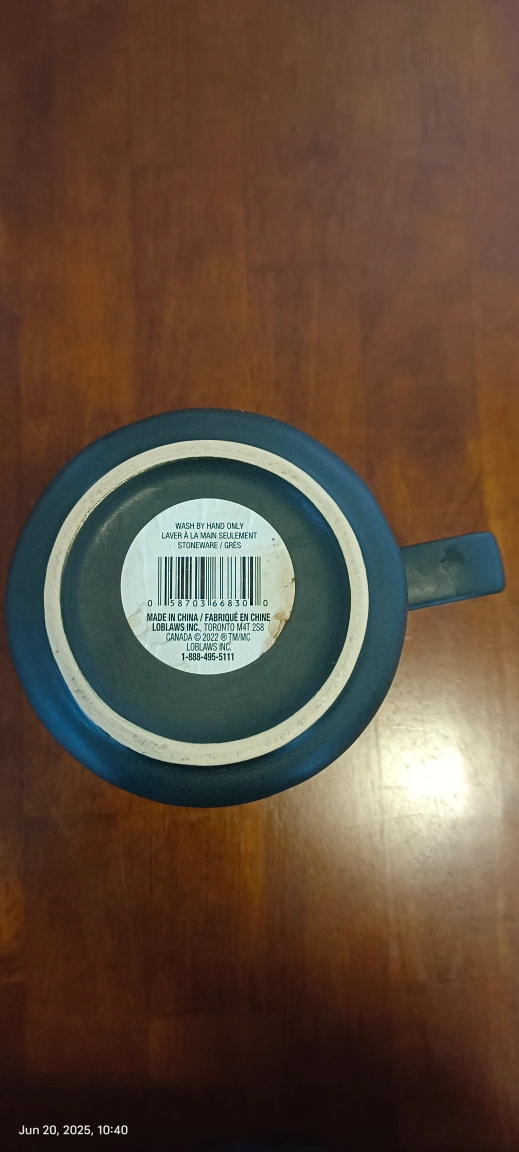 WASH BY HAND ONLY
LAVER À LA MAIN SEULEMENT
STONEWARE / GRÈS
0 58703 66830 0
MADE IN CHINA / FABRIQUÉ EN CHINE
LOBLAWS INC., TORONTO M4T 2S8
CANADA © 2022 ® TM/MC
LOBLAWS INC.
1-888-495-5111
Jun 20, 2025, 10:40